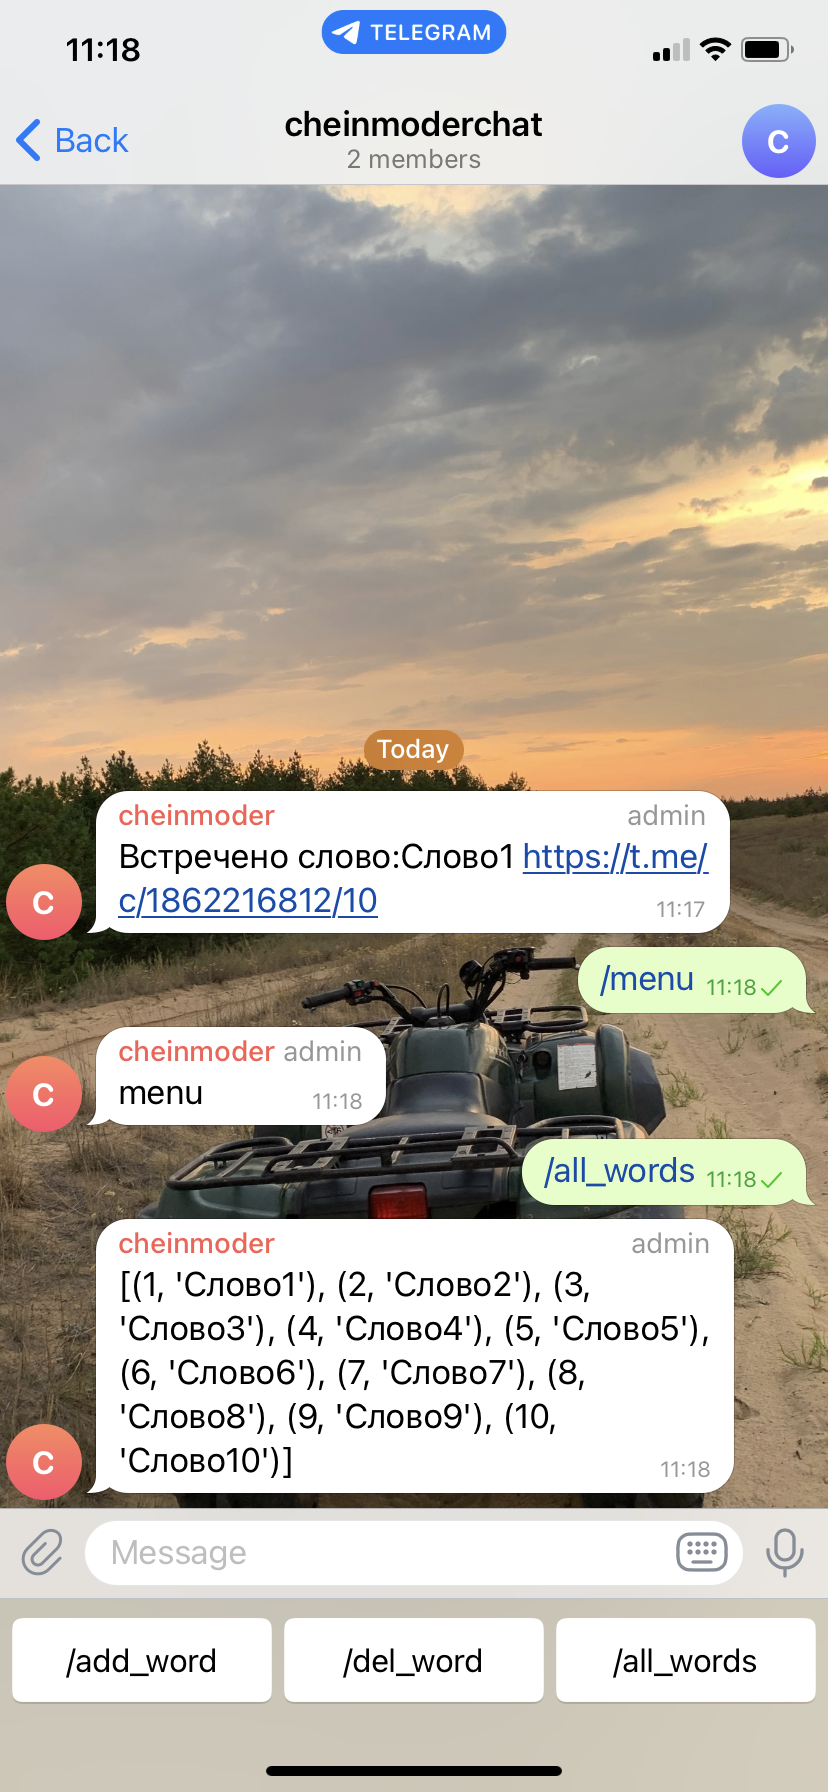 11:18
TELEGRAM
Back
cheinmoderchat
2 members
C
Today
cheinmoder admin
Встречено слово:Слово1 https://t.me/
c/1862216812/10
11:17
C
/menu 11:18
cheinmoder admin
menu 11:18
C
/all_words 11:18
cheinmoder admin
[(1, 'Слово1'), (2, 'Слово2'), (3,
'Слово3'), (4, 'Слово4'), (5, 'Слово5'),
(6, 'Слово6'), (7, 'Слово7'), (8,
'Слово8'), (9, 'Слово9'), (10,
'Слово10')]
11:18
C
Message
/add_word /del_word /all_words